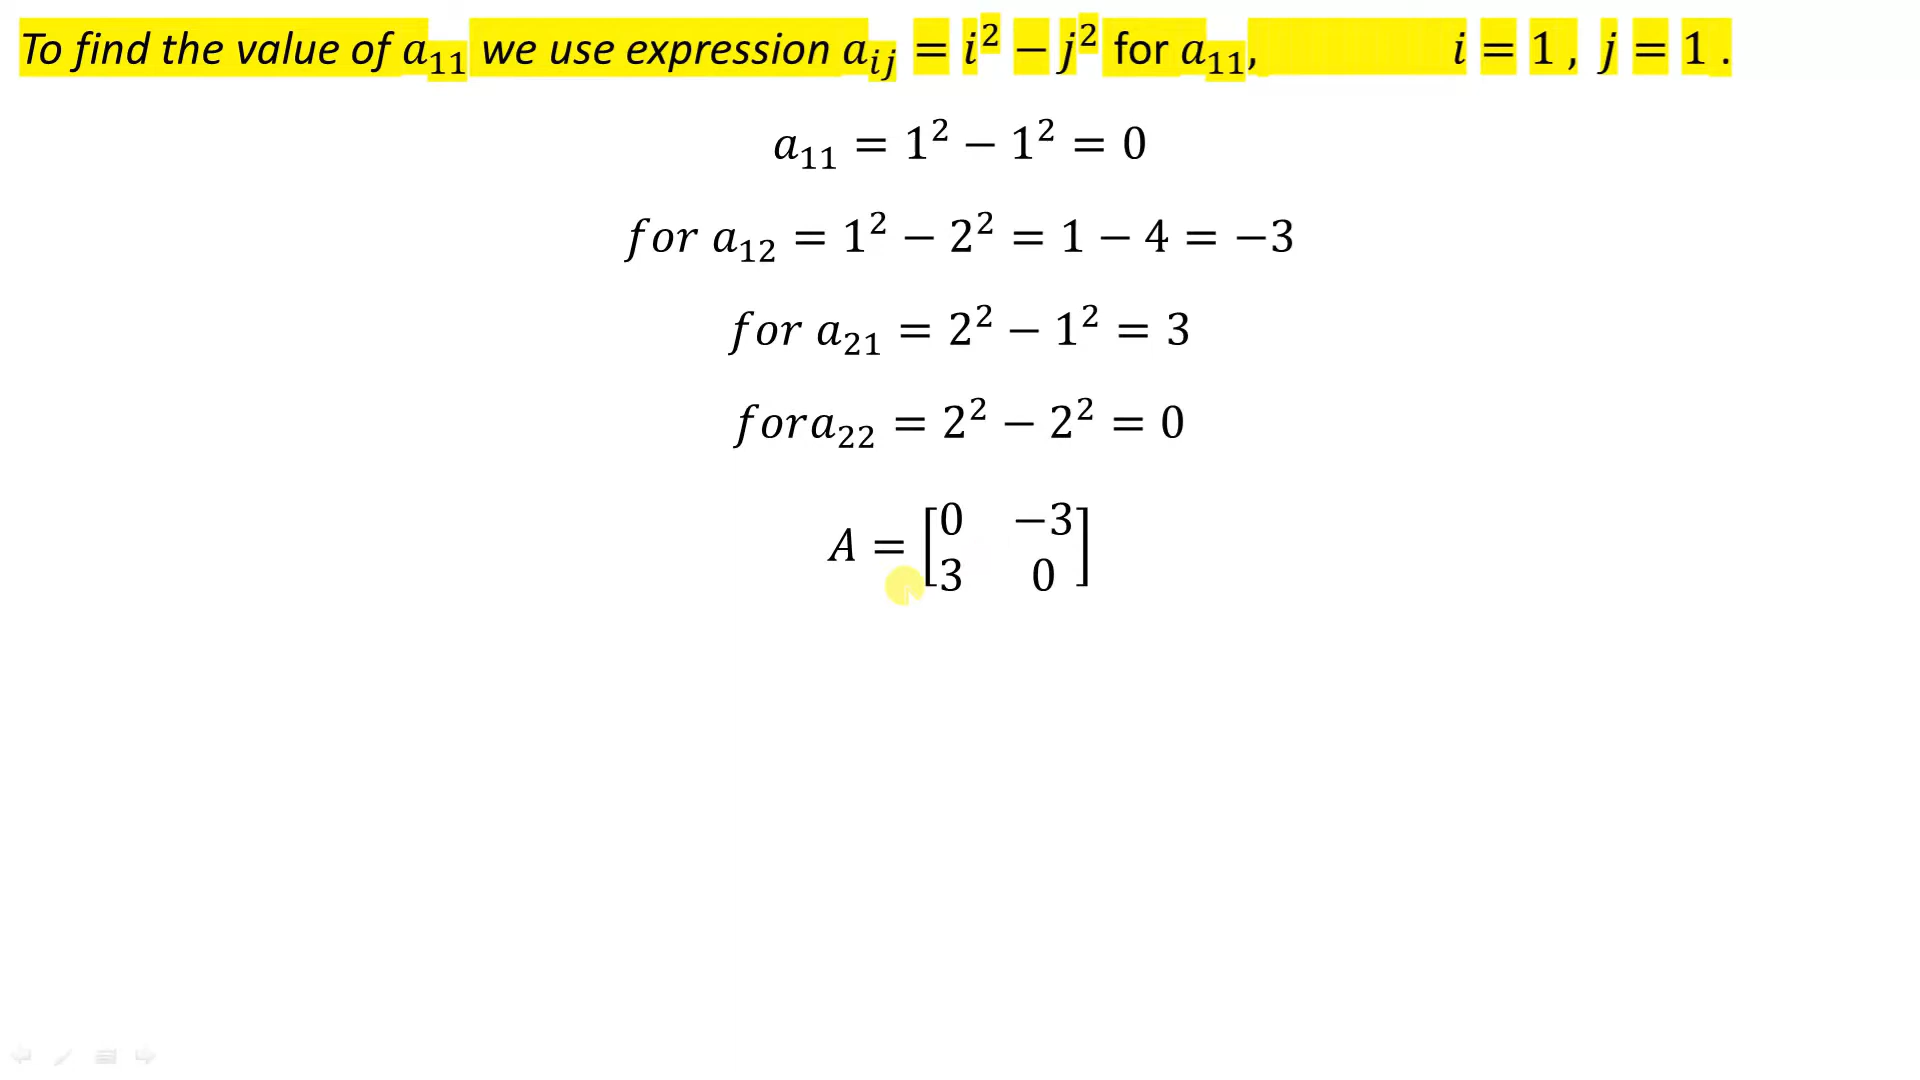 To find the value of a₁₁ we use expression aᵢⱼ = i² − j² for a₁₁, i = 1 , j = 1 .
a₁₁ = 1² − 1² = 0
for a₁₂ = 1² − 2² = 1 − 4 = −3
for a₂₁ = 2² − 1² = 3
fora₂₂ = 2² − 2² = 0
A = [0 −3
3 0]